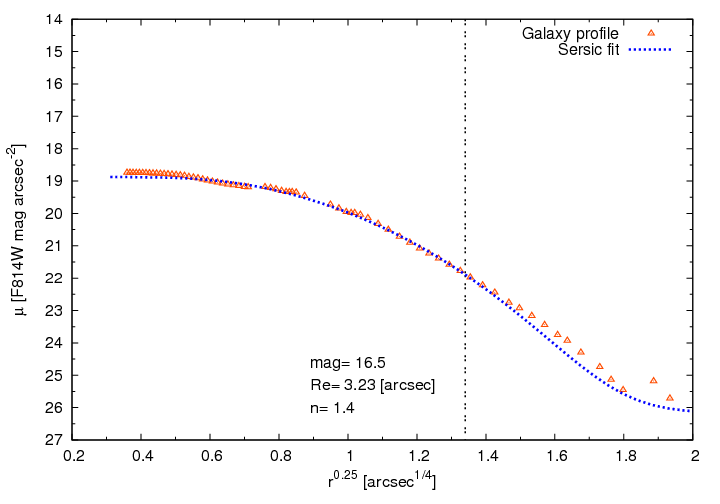 14
15
16
17
18
19
20
21
22
23
24
25
26
27
μ [F814W mag arcsec^-2]
Galaxy profile
Sersic fit
mag= 16.5
Re= 3.23 [arcsec]
n= 1.4
0.2 0.4 0.6 0.8 1 1.2 1.4 1.6 1.8 2
r^0.25 [arcsec^1/4]